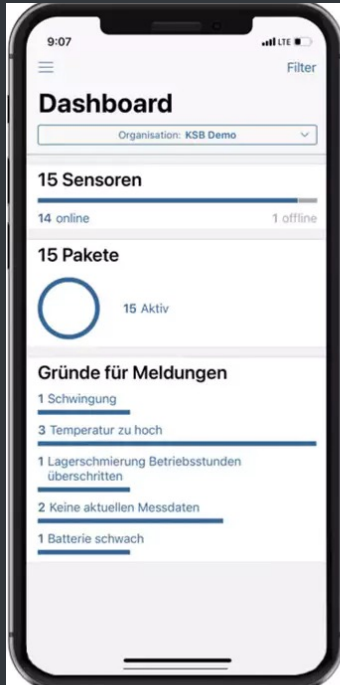 9:07
LTE
Filter
Dashboard
Organisation: KSB Demo
15 Sensoren
14 online
1 offline
15 Pakete
15 Aktiv
Gründe für Meldungen
1 Schwingung
3 Temperatur zu hoch
1 Lagerschmierung Betriebsstunden
überschritten
2 Keine aktuellen Messdaten
1 Batterie schwach